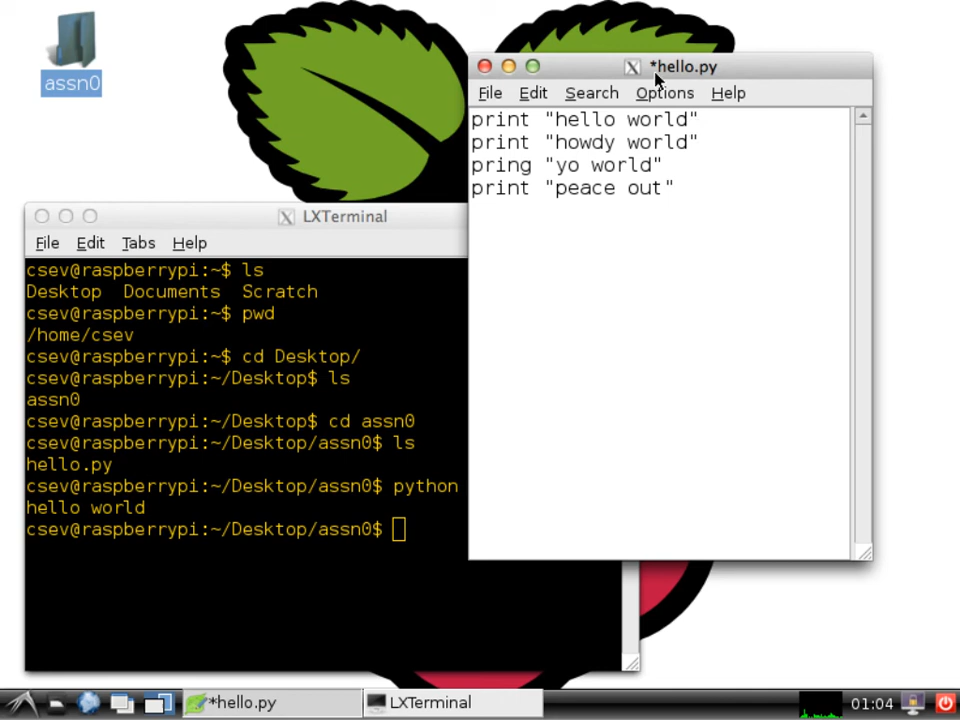 assn0
*hello.py
File Edit Search Options Help
print "hello world"
print "howdy world"
pring "yo world"
print "peace out"
LXTerminal
File Edit Tabs Help
csev@raspberrypi:~$ ls
Desktop  Documents  Scratch
csev@raspberrypi:~$ pwd
/home/csev
csev@raspberrypi:~$ cd Desktop/
csev@raspberrypi:~/Desktop$ ls
assn0
csev@raspberrypi:~/Desktop$ cd assn0
csev@raspberrypi:~/Desktop/assn0$ ls
hello.py
csev@raspberrypi:~/Desktop/assn0$ python
hello world
csev@raspberrypi:~/Desktop/assn0$
*hello.py LXTerminal 01:04